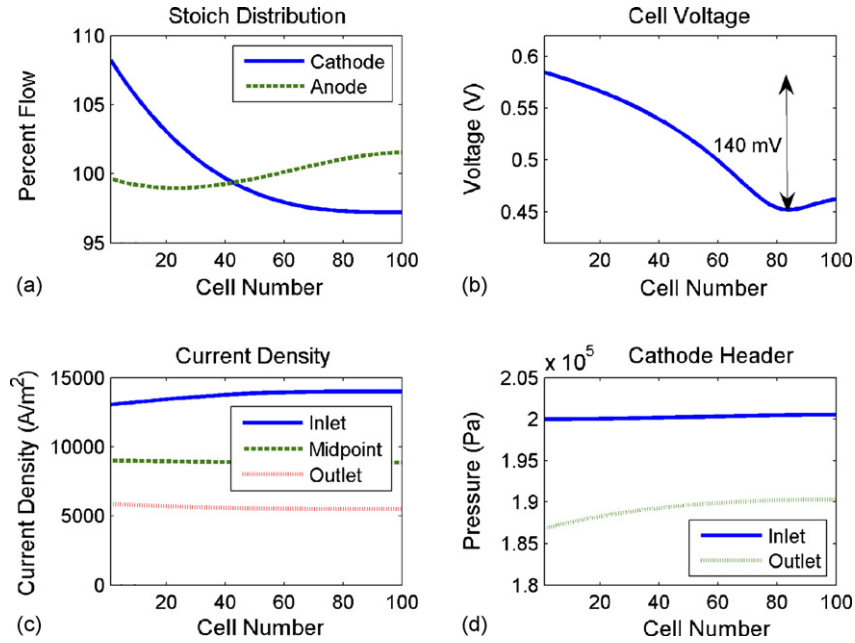 Stoich Distribution
110
105
100
95
Percent Flow
Cathode
Anode
20 40 60 80 100
Cell Number
(a)
Cell Voltage
0.6
0.55
0.5
0.45
Voltage (V)
140 mV
20 40 60 80 100
Cell Number
(b)
Current Density
15000
10000
5000
0
Current Density (A/m²)
Inlet
Midpoint
Outlet
20 40 60 80 100
Cell Number
(c)
x 10⁵
Cathode Header
2.05
2
1.95
1.9
1.85
1.8
Pressure (Pa)
Inlet
Outlet
20 40 60 80 100
Cell Number
(d)